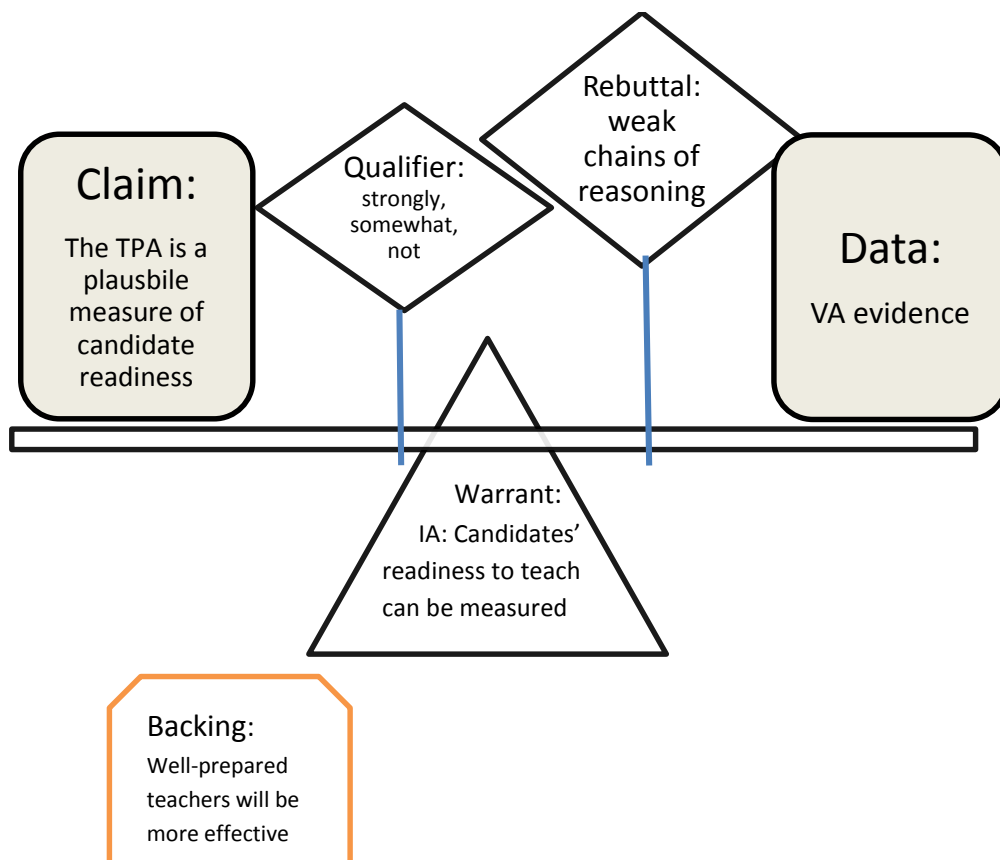 Claim:
The TPA is a
plausbile
measure of
candidate
readiness
Qualifier:
strongly,
somewhat,
not
Rebuttal:
weak
chains of
reasoning
Data:
VA evidence
Warrant:
IA: Candidates’
readiness to teach
can be measured
Backing:
Well-prepared
teachers will be
more effective